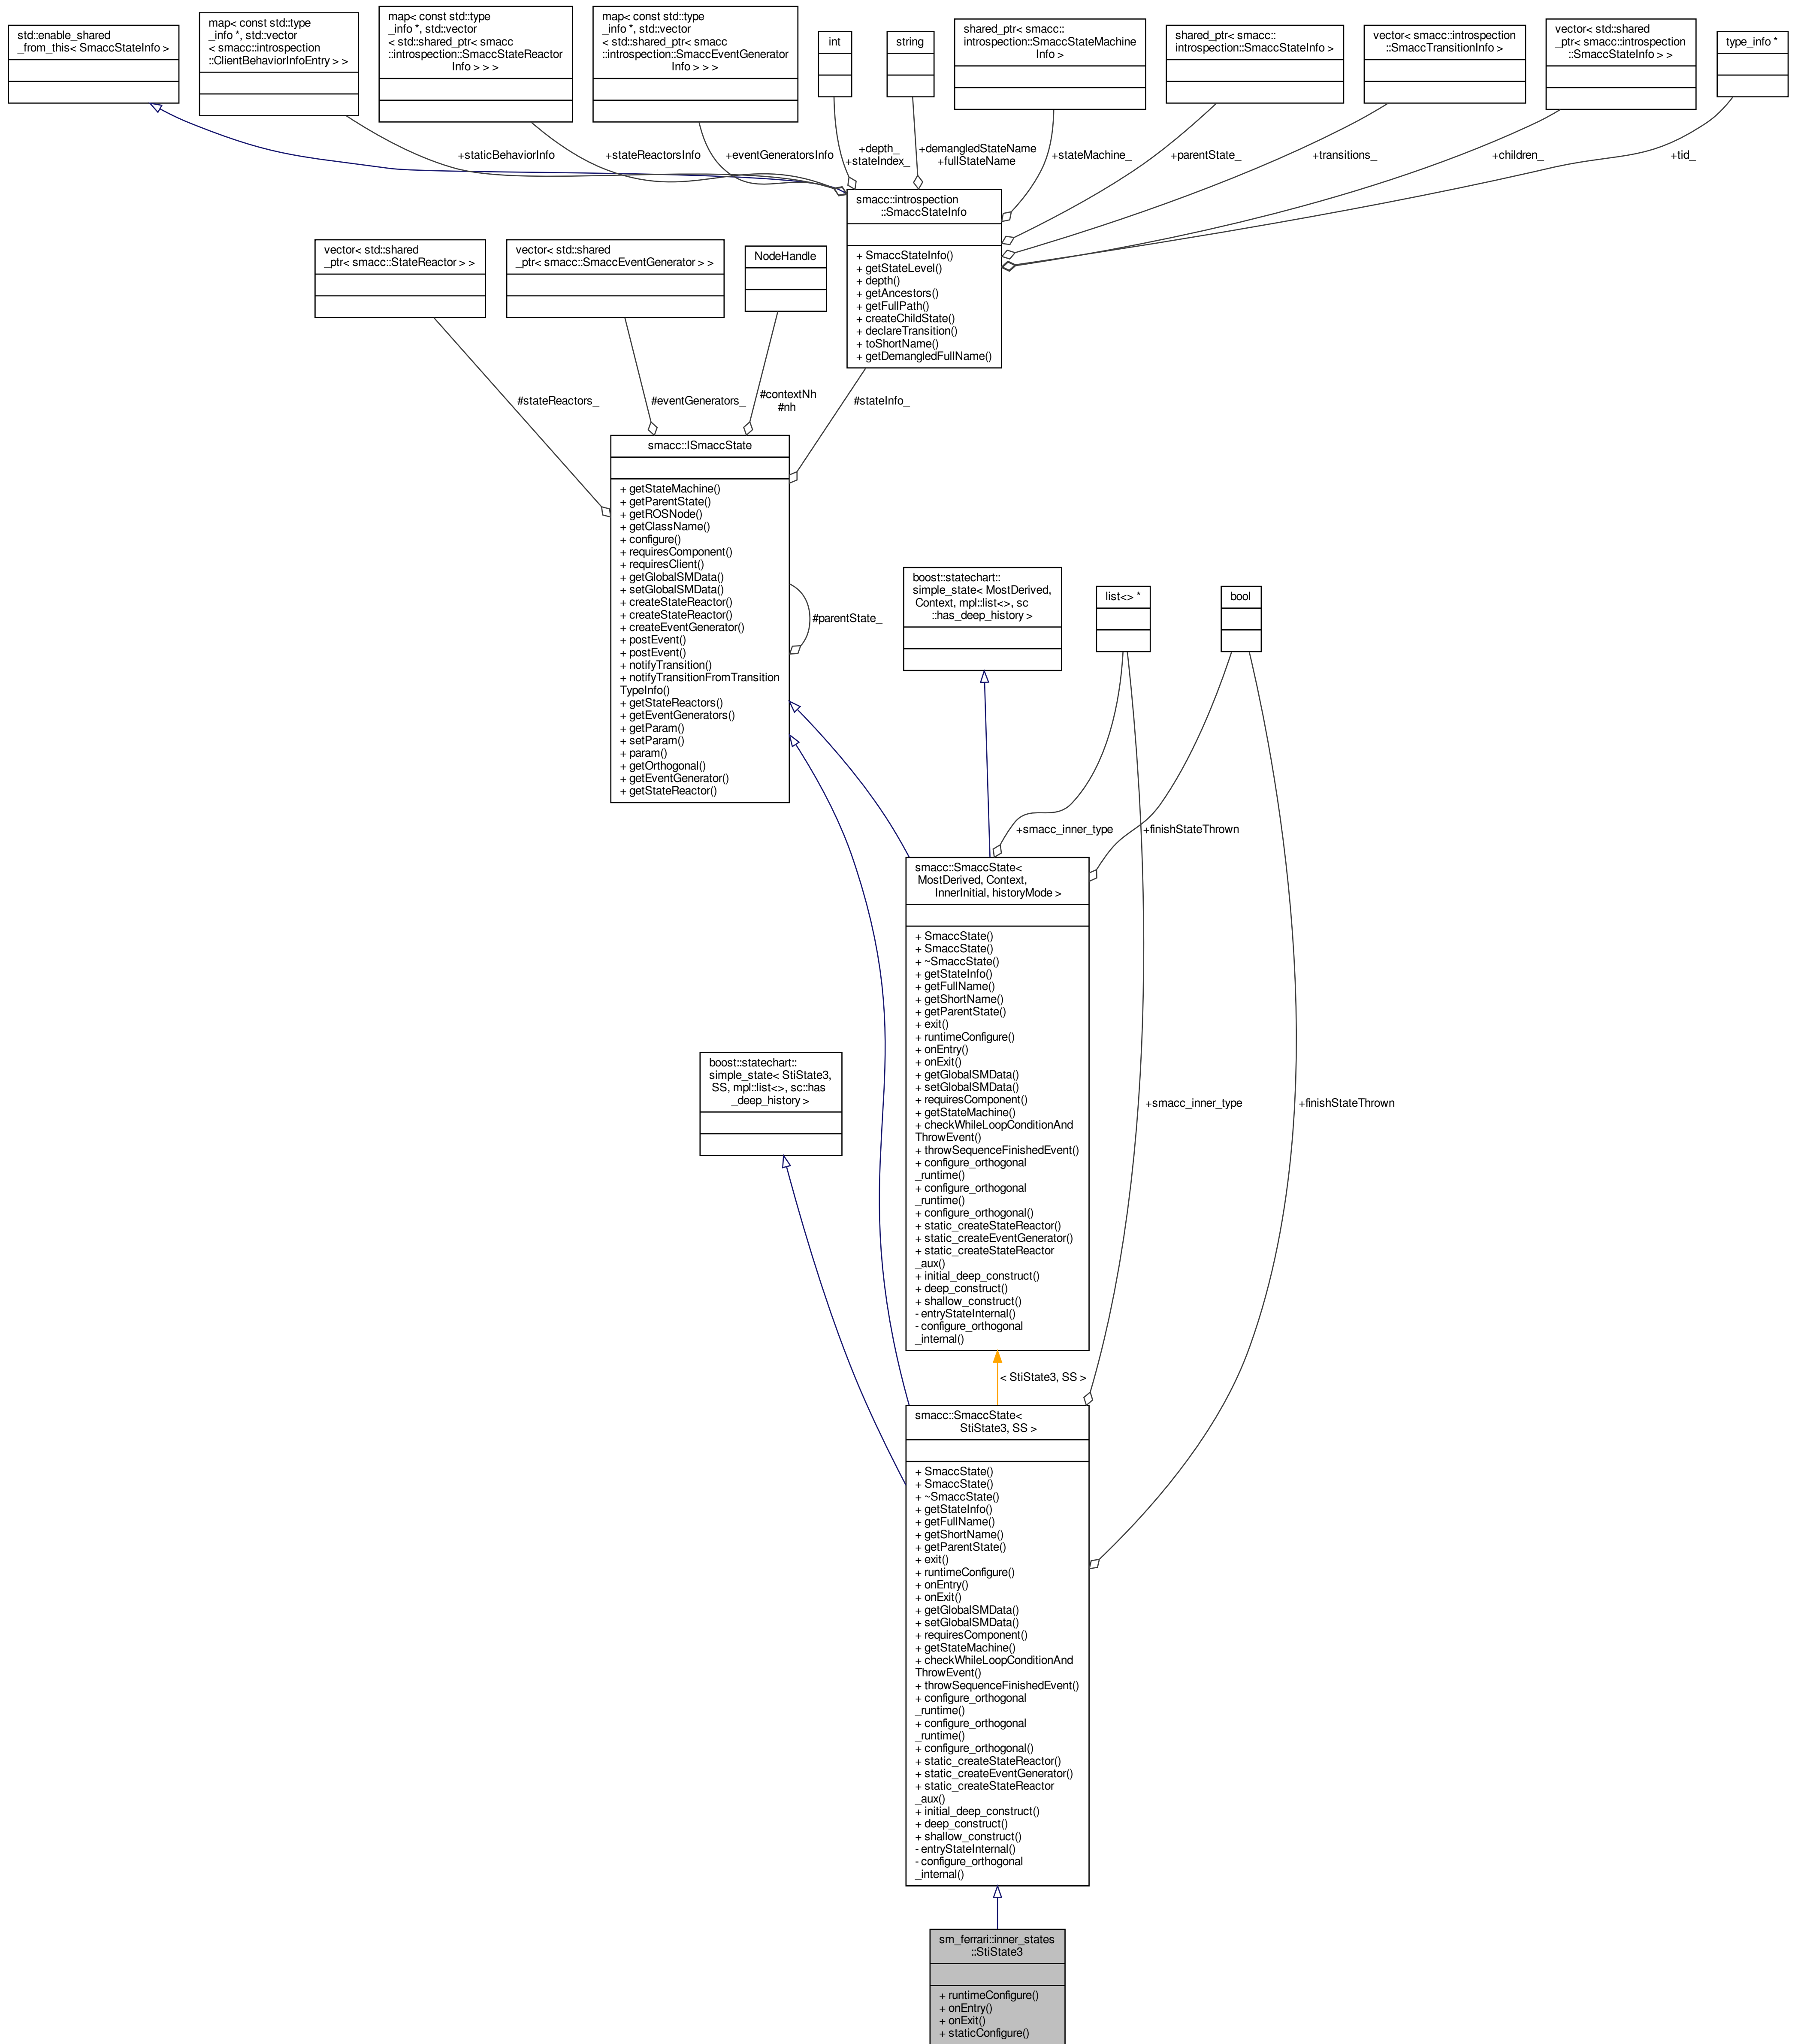 std::enable_shared
_from_this< SmaccStateInfo >
map< const std::type
_info *, std::vector
< smacc::introspection
::ClientBehaviorInfoEntry > >
map< const std::type
_info *, std::vector
< std::shared_ptr< smacc
::introspection::SmaccStateReactor
Info > > >
map< const std::type
_info *, std::vector
< std::shared_ptr< smacc
::introspection::SmaccEventGenerator
Info > > >
int
string
shared_ptr< smacc::
introspection::SmaccStateMachine
Info >
shared_ptr< smacc::
introspection::SmaccStateInfo >
vector< smacc::introspection
::SmaccTransitionInfo >
vector< std::shared
_ptr< smacc::introspection
::SmaccStateInfo > >
type_info *
+staticBehaviorInfo
+stateReactorsInfo
+eventGeneratorsInfo
+depth_
+stateIndex_
+demangledStateName
+fullStateName
+stateMachine_
+parentState_
+transitions_
+children_
+tid_
smacc::introspection
::SmaccStateInfo
+ SmaccStateInfo()
+ getStateLevel()
+ depth()
+ getAncestors()
+ getFullPath()
+ createChildState()
+ declareTransition()
+ toShortName()
+ getDemangledFullName()
vector< std::shared
_ptr< smacc::StateReactor > >
vector< std::shared
_ptr< smacc::SmaccEventGenerator > >
NodeHandle
#stateReactors_
#eventGenerators_
#contextNh
#nh
#stateInfo_
smacc::ISmaccState
+ getStateMachine()
+ getParentState()
+ getROSNode()
+ getClassName()
+ configure()
+ requiresComponent()
+ requiresClient()
+ getGlobalSMData()
+ setGlobalSMData()
+ createStateReactor()
+ createStateReactor()
+ createEventGenerator()
+ postEvent()
+ postEvent()
+ notifyTransition()
+ notifyTransitionFromTransition
TypeInfo()
+ getStateReactors()
+ getEventGenerators()
+ getParam()
+ setParam()
+ param()
+ getOrthogonal()
+ getEventGenerator()
+ getStateReactor()
#parentState_
boost::statechart::
simple_state< MostDerived,
Context, mpl::list<>, sc
::has_deep_history >
list<> *
bool
+smacc_inner_type
+finishStateThrown
smacc::SmaccState<
MostDerived, Context,
InnerInitial, historyMode >
+ SmaccState()
+ SmaccState()
+ ~SmaccState()
+ getStateInfo()
+ getFullName()
+ getShortName()
+ getParentState()
+ exit()
+ runtimeConfigure()
+ onEntry()
+ onExit()
+ getGlobalSMData()
+ setGlobalSMData()
+ requiresComponent()
+ getStateMachine()
+ checkWhileLoopConditionAnd
ThrowEvent()
+ throwSequenceFinishedEvent()
+ configure_orthogonal
_runtime()
+ configure_orthogonal
_runtime()
+ configure_orthogonal()
+ static_createStateReactor()
+ static_createEventGenerator()
+ static_createStateReactor
_aux()
+ initial_deep_construct()
+ deep_construct()
+ shallow_construct()
- entryStateInternal()
- configure_orthogonal
_internal()
boost::statechart::
simple_state< StiState3,
SS, mpl::list<>, sc::has
_deep_history >
+smacc_inner_type
+finishStateThrown
< StiState3, SS >
smacc::SmaccState<
StiState3, SS >
+ SmaccState()
+ SmaccState()
+ ~SmaccState()
+ getStateInfo()
+ getFullName()
+ getShortName()
+ getParentState()
+ exit()
+ runtimeConfigure()
+ onEntry()
+ onExit()
+ getGlobalSMData()
+ setGlobalSMData()
+ requiresComponent()
+ getStateMachine()
+ checkWhileLoopConditionAnd
ThrowEvent()
+ throwSequenceFinishedEvent()
+ configure_orthogonal
_runtime()
+ configure_orthogonal
_runtime()
+ configure_orthogonal()
+ static_createStateReactor()
+ static_createEventGenerator()
+ static_createStateReactor
_aux()
+ initial_deep_construct()
+ deep_construct()
+ shallow_construct()
- entryStateInternal()
- configure_orthogonal
_internal()
sm_ferrari::inner_states
::StiState3
+ runtimeConfigure()
+ onEntry()
+ onExit()
+ staticConfigure()